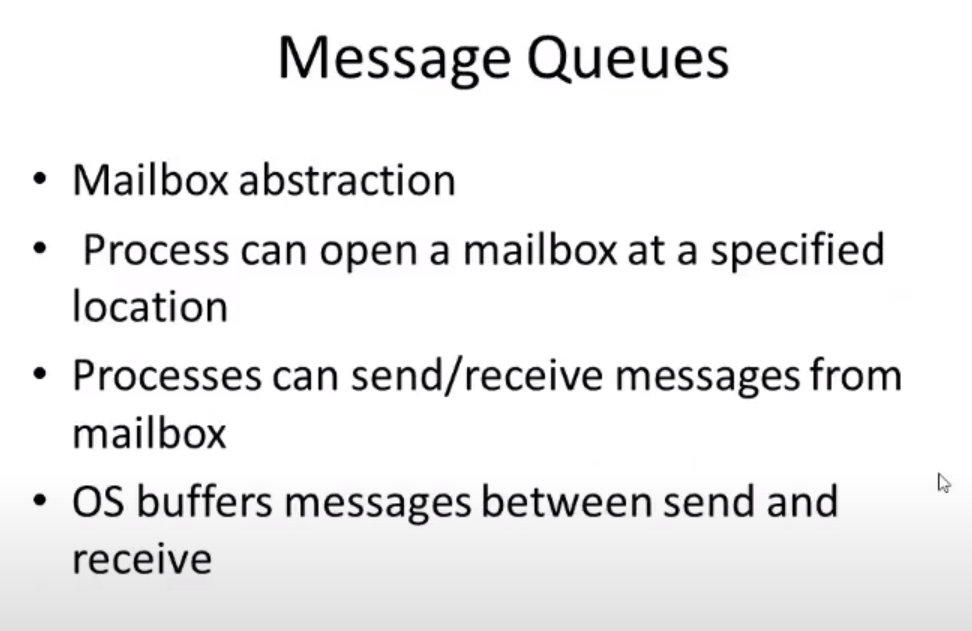 Message Queues
• Mailbox abstraction
• Process can open a mailbox at a specified
location
• Processes can send/receive messages from
mailbox
• OS buffers messages between send and
receive